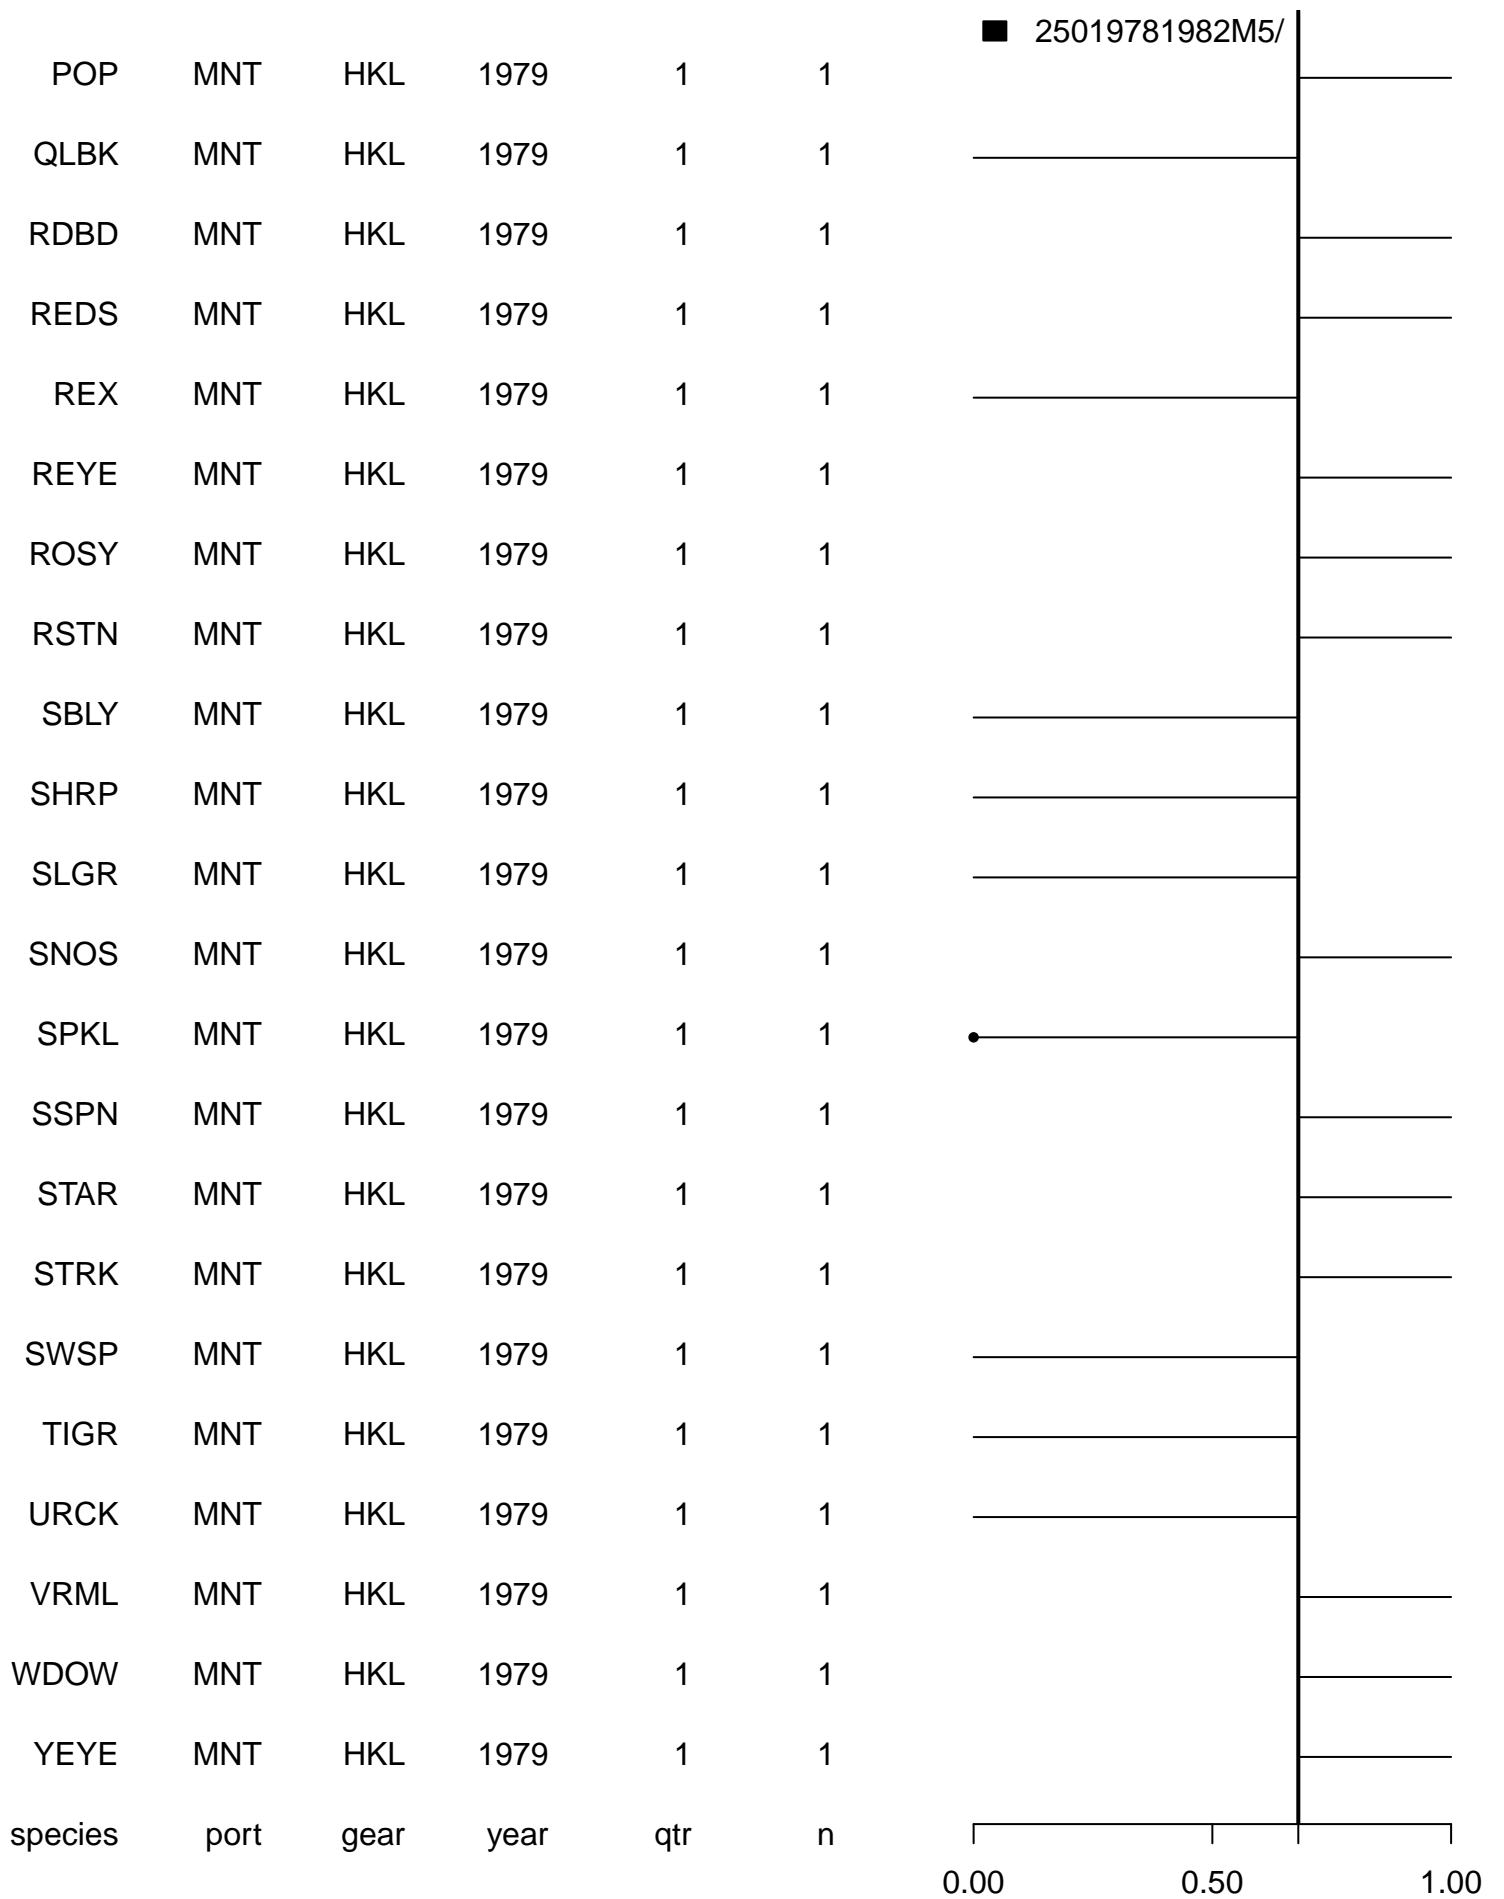 25019781982M5/
POP MNT HKL 1979 1 1
QLBK MNT HKL 1979 1 1
RDBD MNT HKL 1979 1 1
REDS MNT HKL 1979 1 1
REX MNT HKL 1979 1 1
REYE MNT HKL 1979 1 1
ROSY MNT HKL 1979 1 1
RSTN MNT HKL 1979 1 1
SBLY MNT HKL 1979 1 1
SHRP MNT HKL 1979 1 1
SLGR MNT HKL 1979 1 1
SNOS MNT HKL 1979 1 1
SPKL MNT HKL 1979 1 1
SSPN MNT HKL 1979 1 1
STAR MNT HKL 1979 1 1
STRK MNT HKL 1979 1 1
SWSP MNT HKL 1979 1 1
TIGR MNT HKL 1979 1 1
URCK MNT HKL 1979 1 1
VRML MNT HKL 1979 1 1
WDOW MNT HKL 1979 1 1
YEYE MNT HKL 1979 1 1
species port gear year qtr n
0.00 0.50 1.00